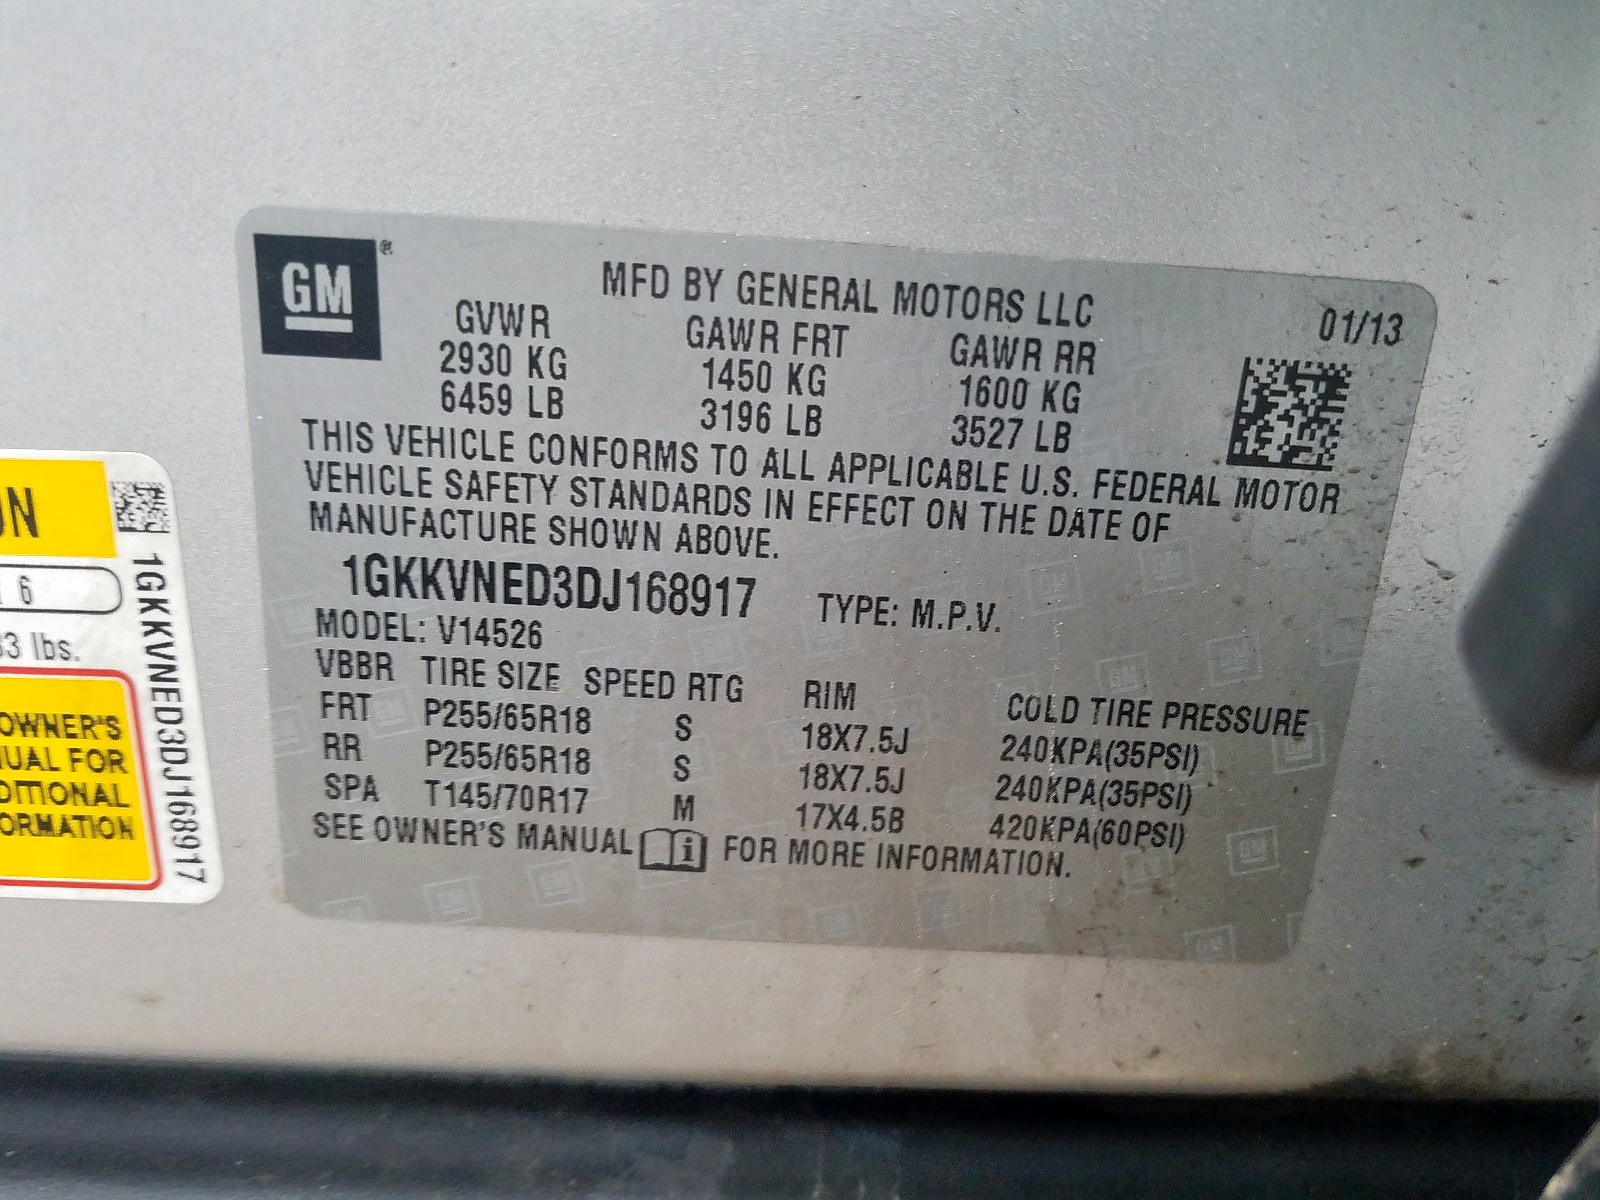 GM®
MFD BY GENERAL MOTORS LLC
01/13
GVWR GAWR FRT GAWR RR
2930 KG 1450 KG 1600 KG
6459 LB 3196 LB 3527 LB
THIS VEHICLE CONFORMS TO ALL APPLICABLE U.S. FEDERAL MOTOR
VEHICLE SAFETY STANDARDS IN EFFECT ON THE DATE OF
MANUFACTURE SHOWN ABOVE.
1GKKVNED3DJ168917 TYPE: M.P.V.
MODEL: V14526
VBBR TIRE SIZE SPEED RTG RIM COLD TIRE PRESSURE
FRT P255/65R18 S 18X7.5J 240KPA(35PSI)
RR P255/65R18 S 18X7.5J 240KPA(35PSI)
SPA T145/70R17 M 17X4.5B 420KPA(60PSI)
SEE OWNER'S MANUAL i FOR MORE INFORMATION.
6
lbs.
OWNER'S
UAL FOR
DITIONAL
ORMATION
1GKKVNED3DJ168917